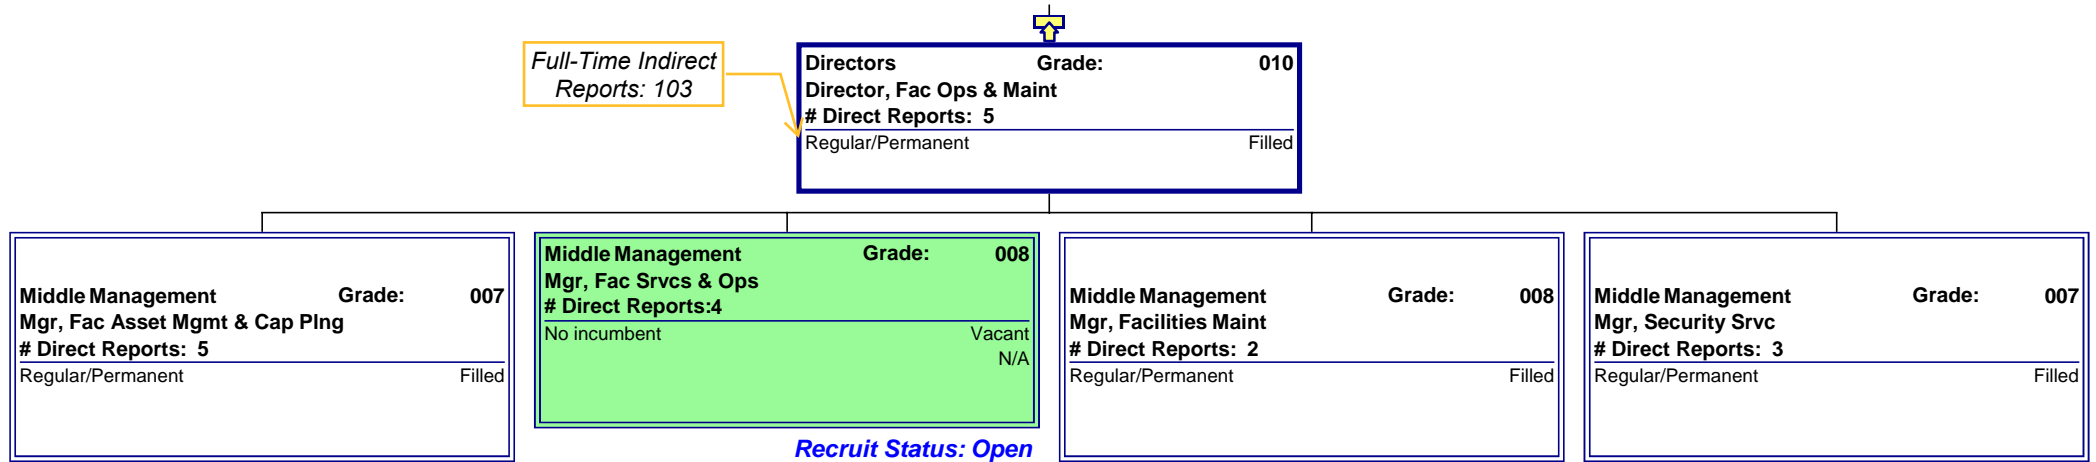 Full-Time Indirect
Reports: 103
Directors Grade: 010
Director, Fac Ops & Maint
# Direct Reports: 5
Regular/Permanent Filled
Middle Management Grade: 007
Mgr, Fac Asset Mgmt & Cap Plng
# Direct Reports: 5
Regular/Permanent Filled
Middle Management Grade: 008
Mgr, Fac Srvcs & Ops
# Direct Reports:4
No incumbent Vacant
N/A
Recruit Status: Open
Middle Management Grade: 008
Mgr, Facilities Maint
# Direct Reports: 2
Regular/Permanent Filled
Middle Management Grade: 007
Mgr, Security Srvc
# Direct Reports: 3
Regular/Permanent Filled